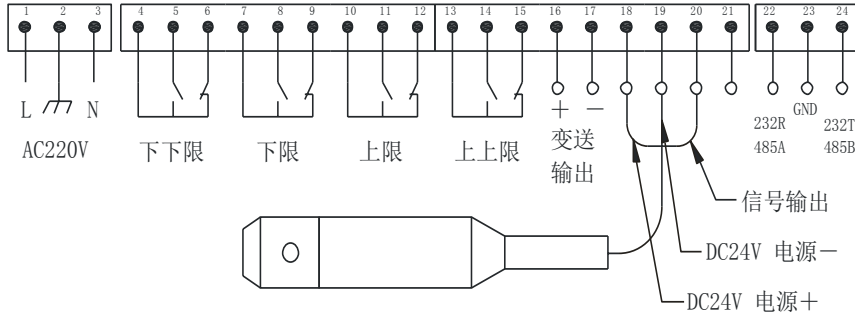 1 2 3 4 5 6 7 8 9 10 11 12 13 14 15 16 17 18 19 20 21 22 23 24
L N
AC220V
下下限
下限
上限
上上限
+ −
变送
输出
232R GND 232T
485A 485B
信号输出
DC24V 电源−
DC24V 电源+